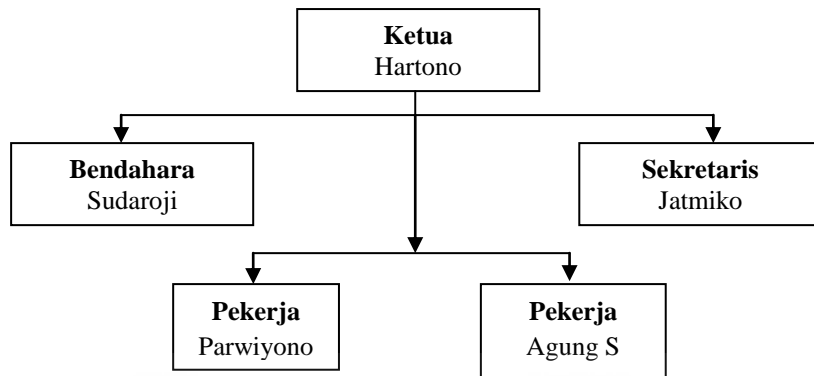 Ketua
Hartono
Bendahara
Sudaroji
Sekretaris
Jatmiko
Pekerja
Parwiyono
Pekerja
Agung S